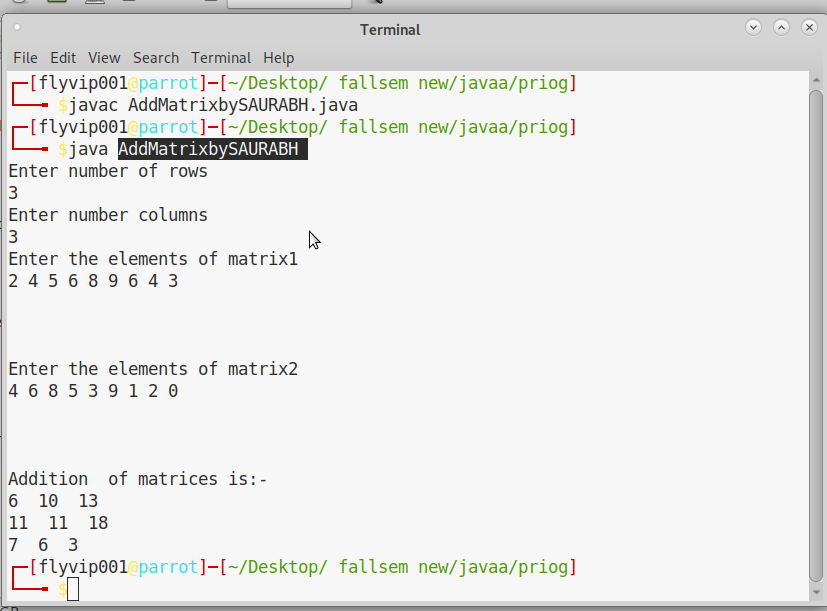 Terminal
File Edit View Search Terminal Help
[flyvip001@parrot]─[~/Desktop/ fallsem new/javaa/priog]
$javac AddMatrixbySAURABH.java
[flyvip001@parrot]─[~/Desktop/ fallsem new/javaa/priog]
$java AddMatrixbySAURABH
Enter number of rows
3
Enter number columns
3
Enter the elements of matrix1
2 4 5 6 8 9 6 4 3
Enter the elements of matrix2
4 6 8 5 3 9 1 2 0
Addition  of matrices is:-
6  10  13
11  11  18
7  6  3
[flyvip001@parrot]─[~/Desktop/ fallsem new/javaa/priog]
$